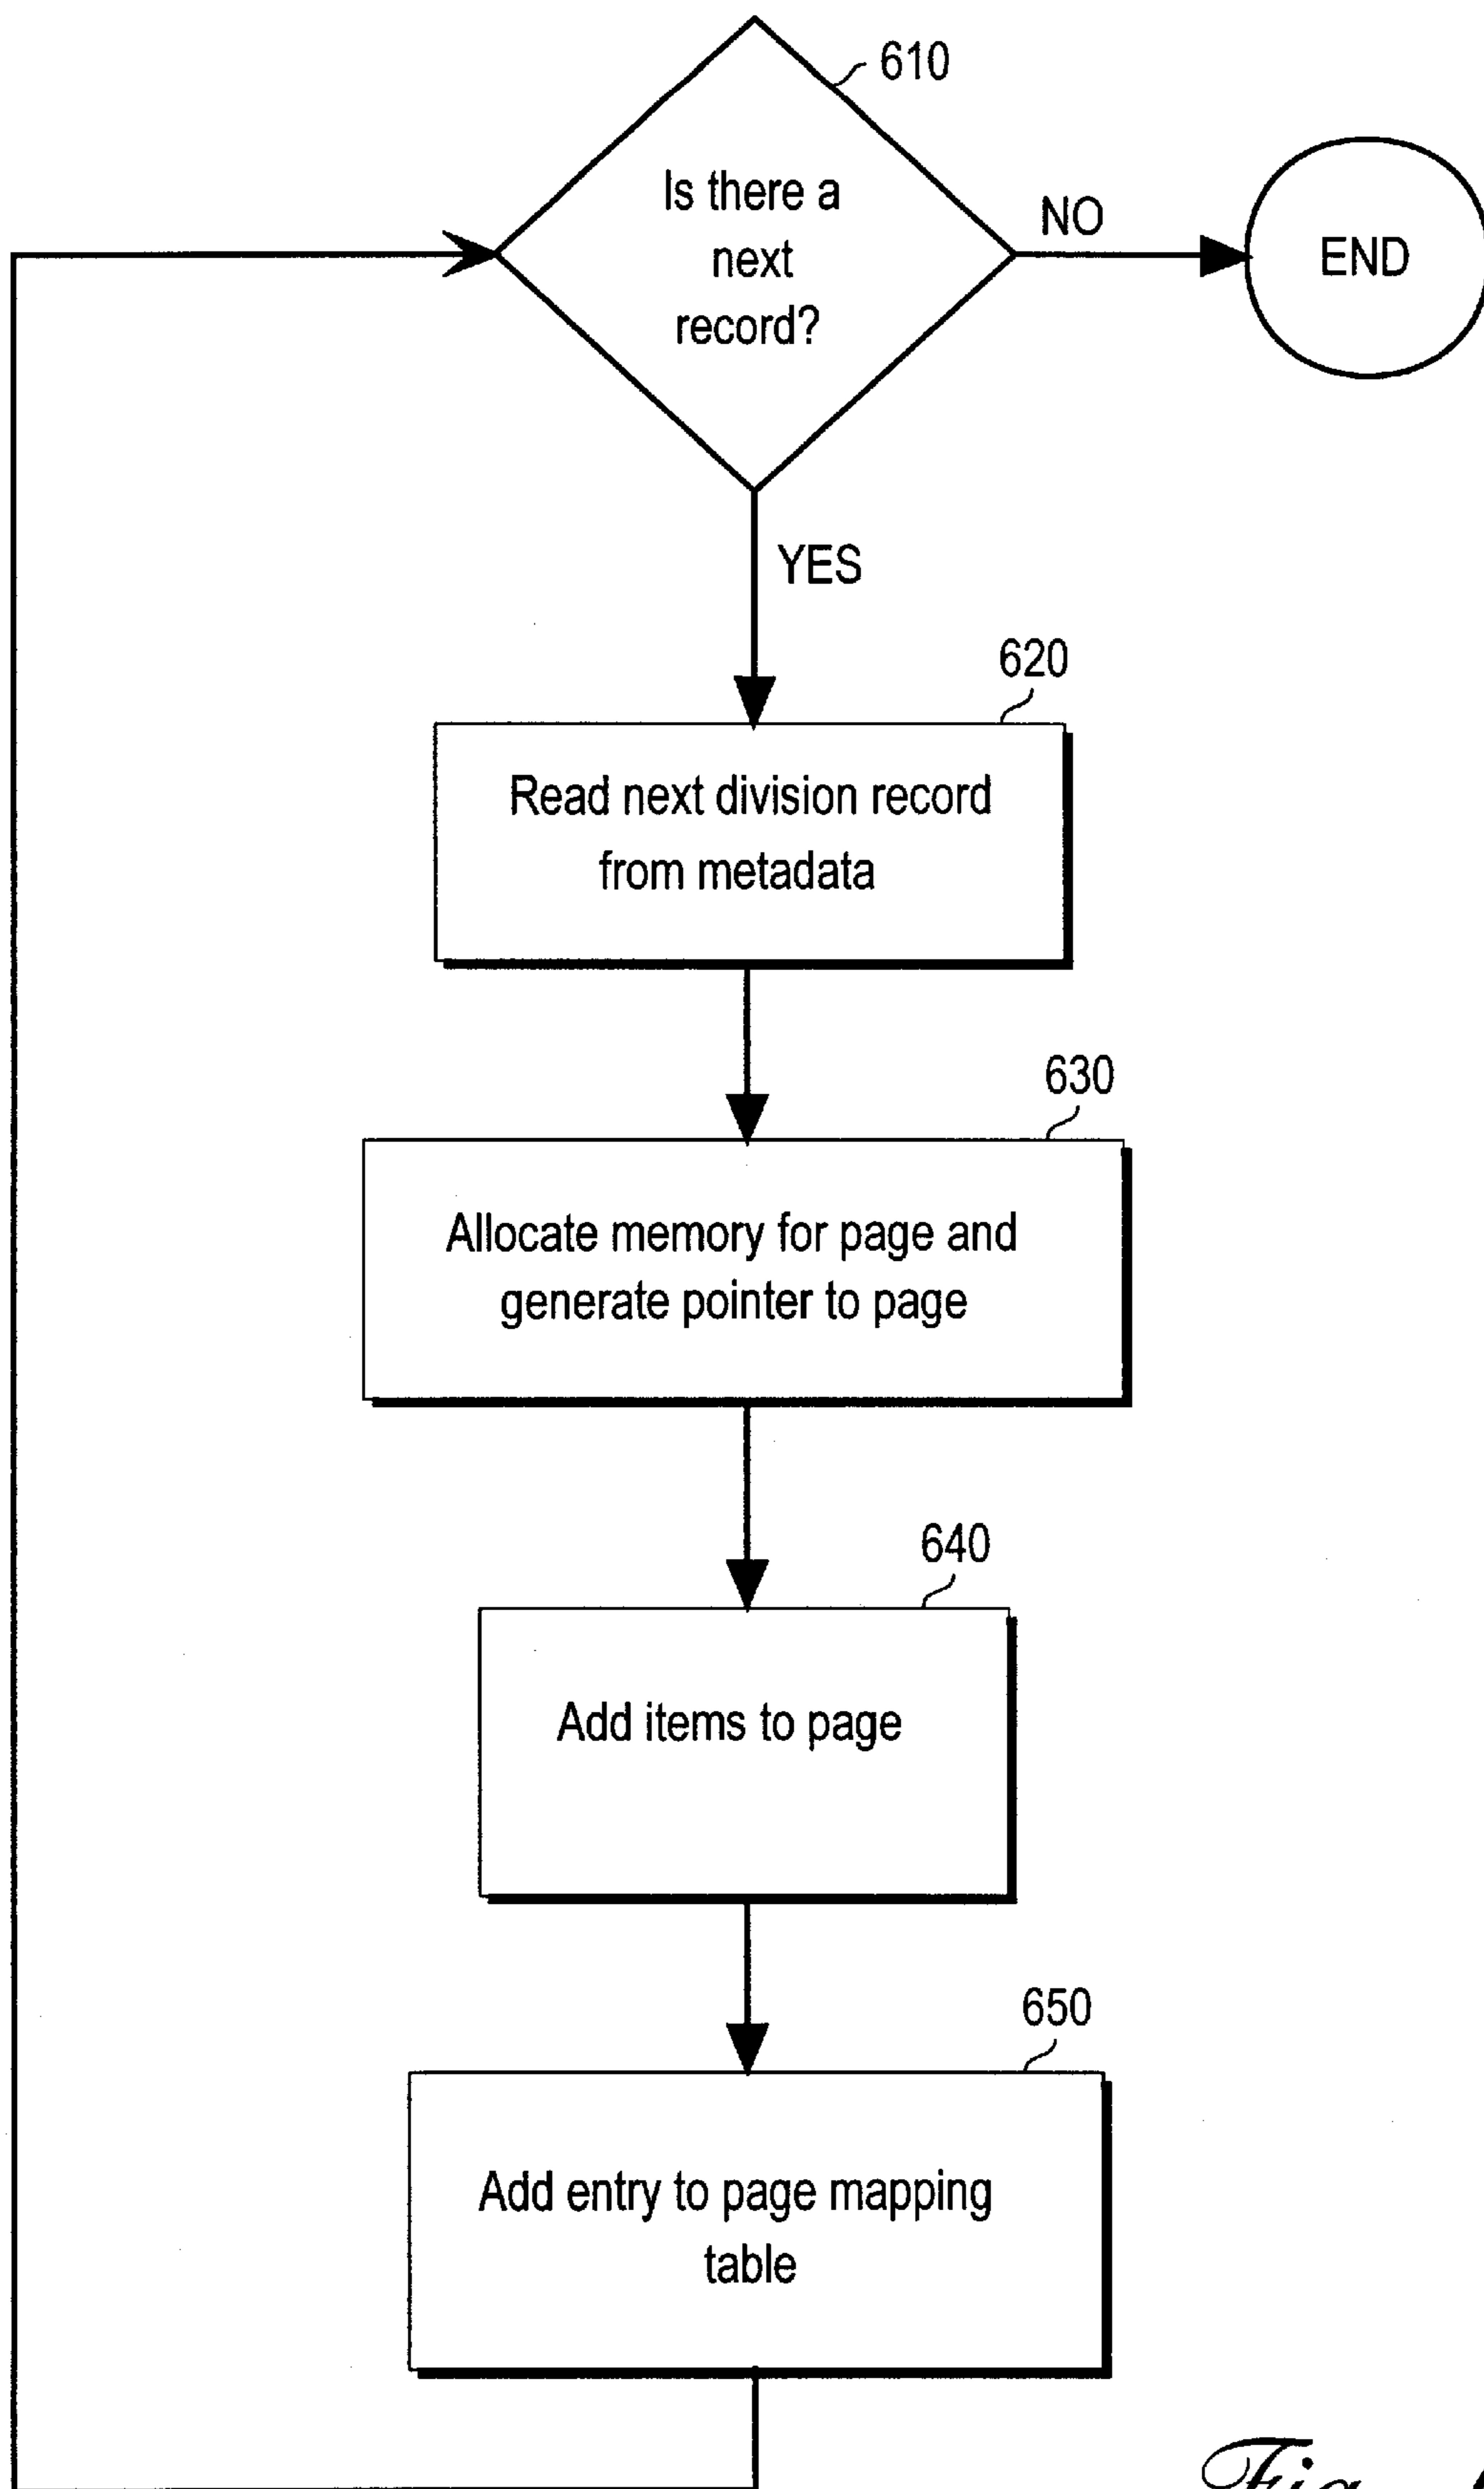 610
Is there a
next
record?
NO
END
YES
620
Read next division record
from metadata
630
Allocate memory for page and
generate pointer to page
640
Add items to page
650
Add entry to page mapping
table